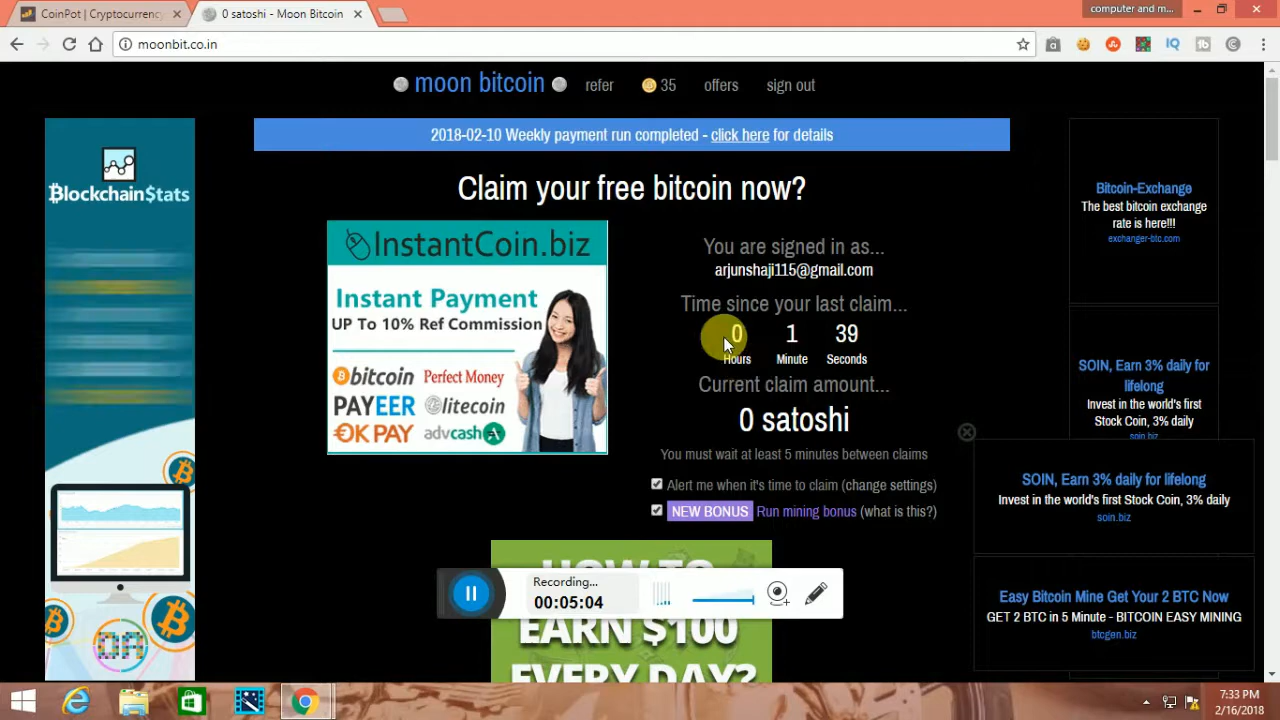 CoinPot | Cryptocurrency
0 satoshi - Moon Bitcoin
computer and m...
moonbit.co.in
moon bitcoin
refer
35
offers
sign out
2018-02-10 Weekly payment run completed - click here for details
Claim your free bitcoin now?
Blockchain$tats
InstantCoin.biz
Instant Payment
UP To 10% Ref Commission
bitcoin Perfect Money
PAYEER litecoin
OKPAY advcash
You are signed in as...
arjunshaji115@gmail.com
Time since your last claim...
0 1 39
Hours Minute Seconds
Current claim amount...
0 satoshi
You must wait at least 5 minutes between claims
Alert me when it's time to claim (change settings)
NEW BONUS Run mining bonus (what is this?)
Bitcoin-Exchange
The best bitcoin exchange
rate is here!!!
exchanger-btc.com
SOIN, Earn 3% daily for
lifelong
Invest in the world's first
Stock Coin, 3% daily
soin.biz
SOIN, Earn 3% daily for lifelong
Invest in the world's first Stock Coin, 3% daily
soin.biz
Easy Bitcoin Mine Get Your 2 BTC Now
GET 2 BTC in 5 Minute - BITCOIN EASY MINING
btcgen.biz
HOW TO
EARN $100
EVERY DAY?
Recording...
00:05:04
7:33 PM
2/16/2018